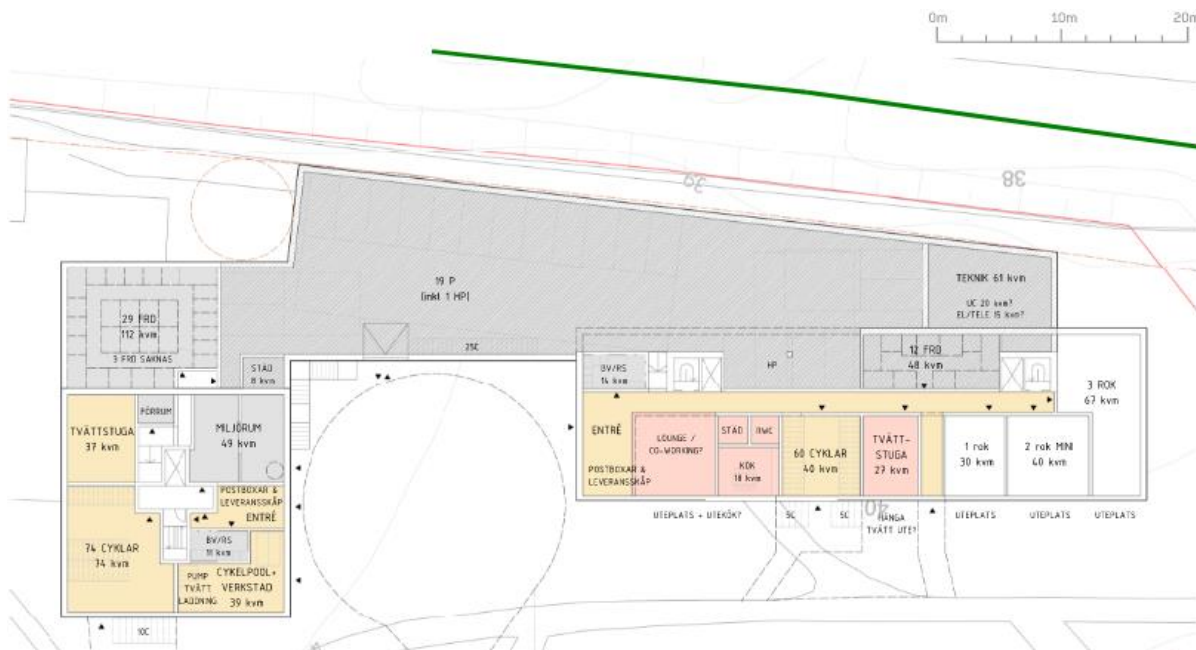 0m 10m 20m
38
39
19 P
(inkl 1 HP)
TEKNIK 61 kvm
UC 20 kvm?
EL/TELE 15 kvm?
29 FRD
112 kvm
3 FRD SAKNAS
25C
STÄD
8 kvm
BV/RS
14 kvm
HP
12 FRD
48 kvm
3 ROK
67 kvm
TVÄTTSTUGA
37 kvm
FÖRRUM
MILJÖRUM
49 kvm
ENTRÉ
POSTBOXAR &
LEVERANSSKÅP
LOUNGE /
CO-WORKING?
STÄD
RWC
KÖK
18 kvm
60 CYKLAR
40 kvm
TVÄTT-
STUGA
27 kvm
1 rok
30 kvm
2 rok MINI
40 kvm
POSTBOXAR &
LEVERANSSKÅP
ENTRÉ
UTEPLATS + UTEKÖK?
5C
5C
40
HÄNGA
TVÄTT UTE?
UTEPLATS
UTEPLATS
UTEPLATS
74 CYKLAR
74 kvm
BV/RS
11 kvm
PUMP
TVÄTT
LADDNING
CYKELPOOL+
VERKSTAD
39 kvm
10C